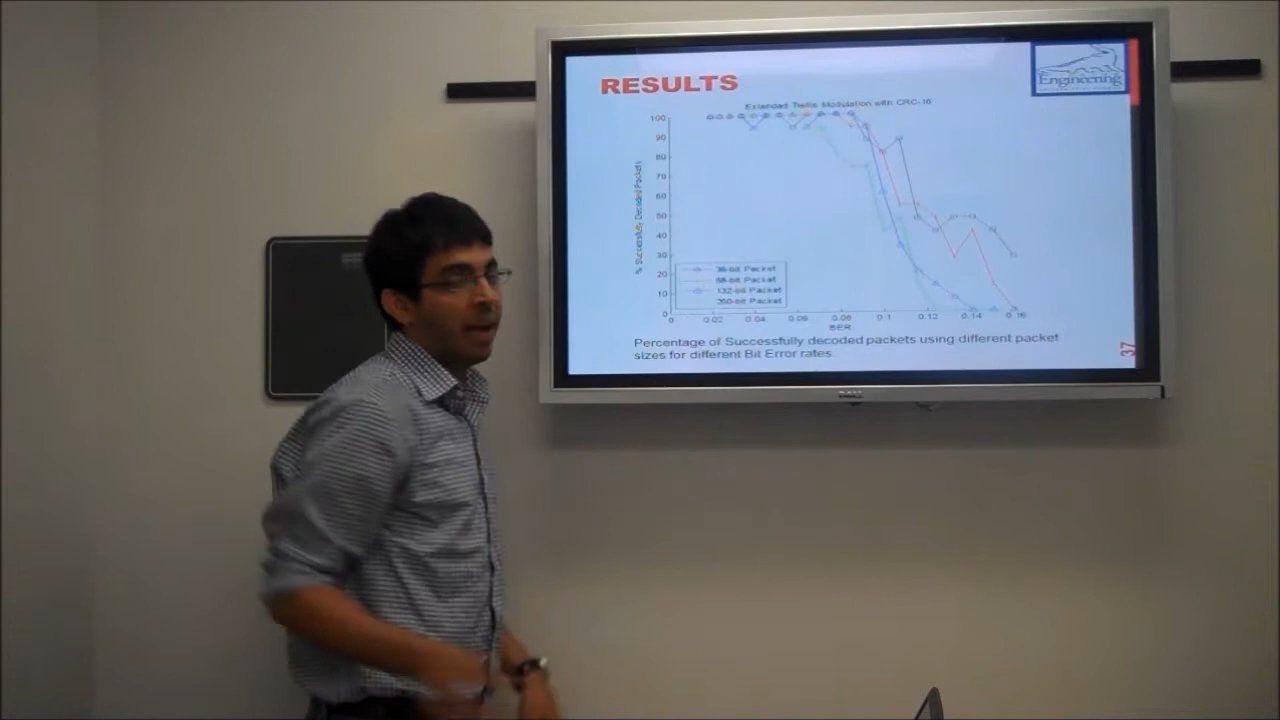 RESULTS
Engineering
Extended Trellis Modulation with CRC-16
100
90
80
70
60
50
40
30
20
10
0
% Successfully Decoded Packets
36-bit Packet
68-bit Packet
132-bit Packet
260-bit Packet
0 0.02 0.04 0.06 0.08 0.1 0.12 0.14 0.16
BER
Percentage of Successfully decoded packets using different packet
sizes for different Bit Error rates.
37
DELL